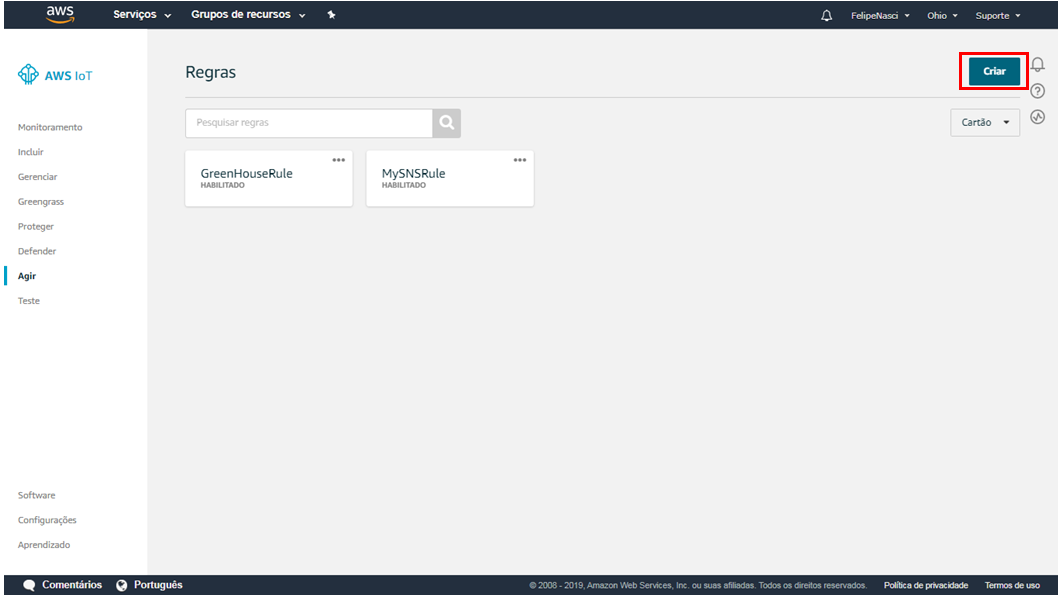 aws Serviços Grupos de recursos FelipeNasci Ohio Suporte
AWS IoT
Monitoramento
Incluir
Gerenciar
Greengrass
Proteger
Defender
Agir
Teste
Software
Configurações
Aprendizado
Regras
Criar
Pesquisar regras
Cartão
GreenHouseRule
HABILITADO
MySNSRule
HABILITADO
Comentários Português © 2008 - 2019, Amazon Web Services, Inc. ou suas afiliadas. Todos os direitos reservados. Política de privacidade Termos de uso